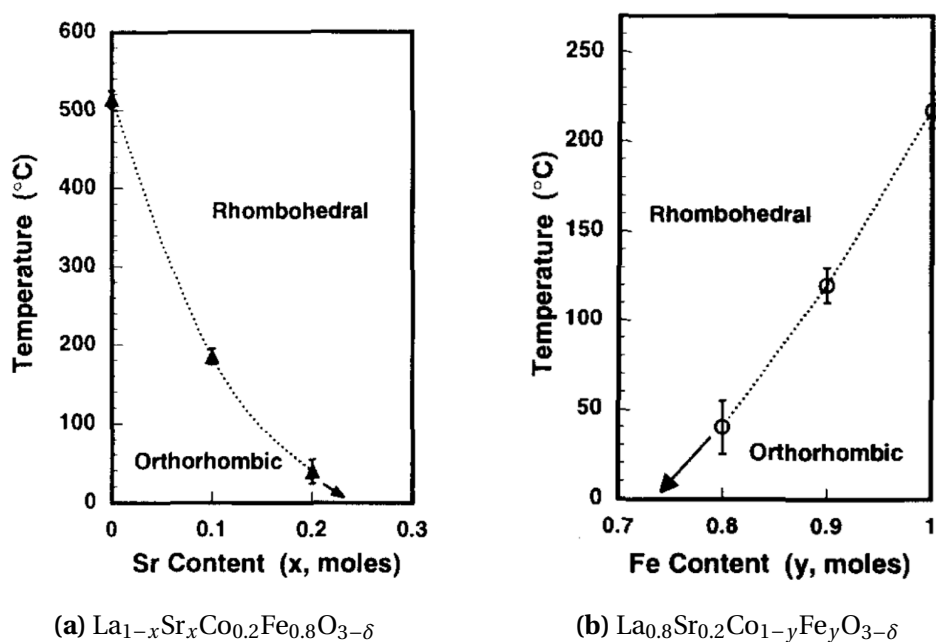 600
500
400
300
200
100
0
Temperature (°C)
Rhombohedral
Orthorhombic
0 0.1 0.2 0.3
Sr Content (x, moles)
(a) La₁₋ₓSrₓCo₀.₂Fe₀.₈O₃₋δ
250
200
150
100
50
0
Temperature (°C)
Rhombohedral
Orthorhombic
0.7 0.8 0.9 1
Fe Content (y, moles)
(b) La₀.₈Sr₀.₂Co₁₋yFeyO₃₋δ